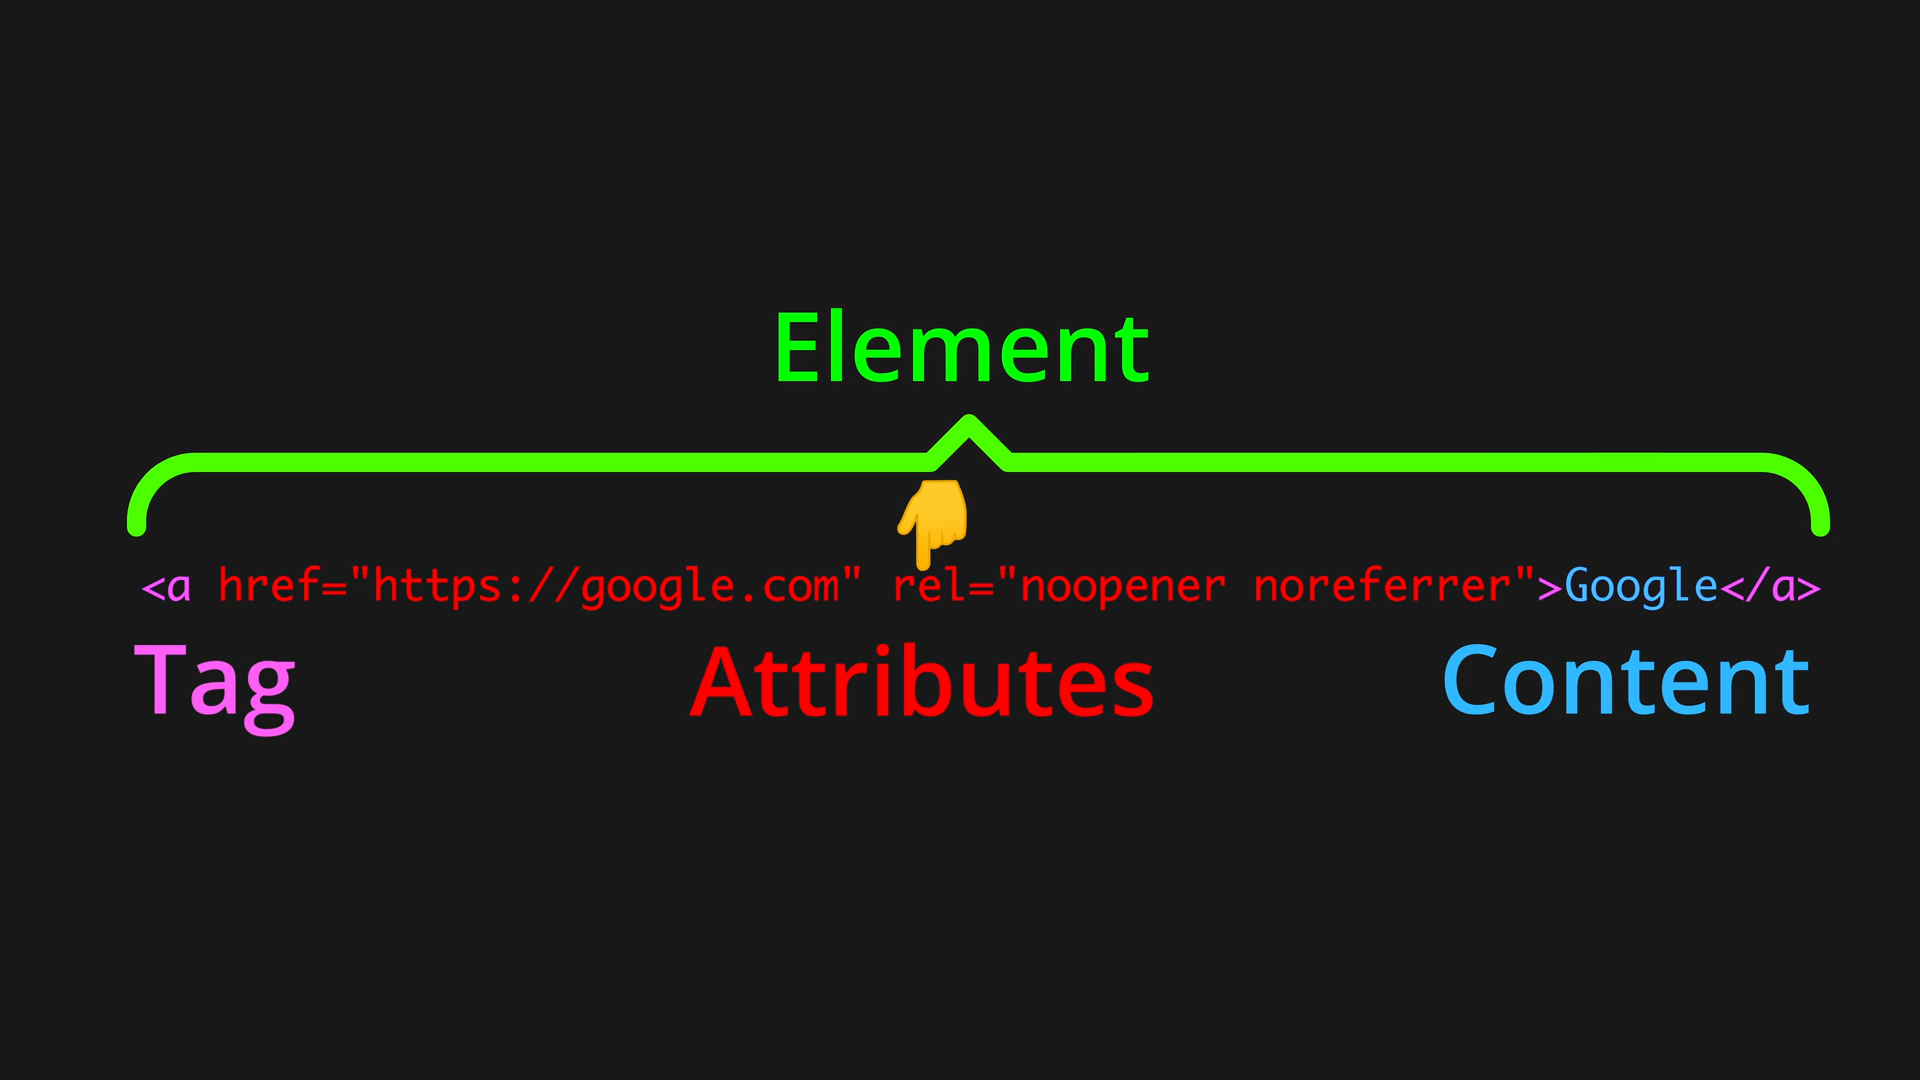 Element
<a href="https://google.com" rel="noopener noreferrer">Google</a>
Tag Attributes Content